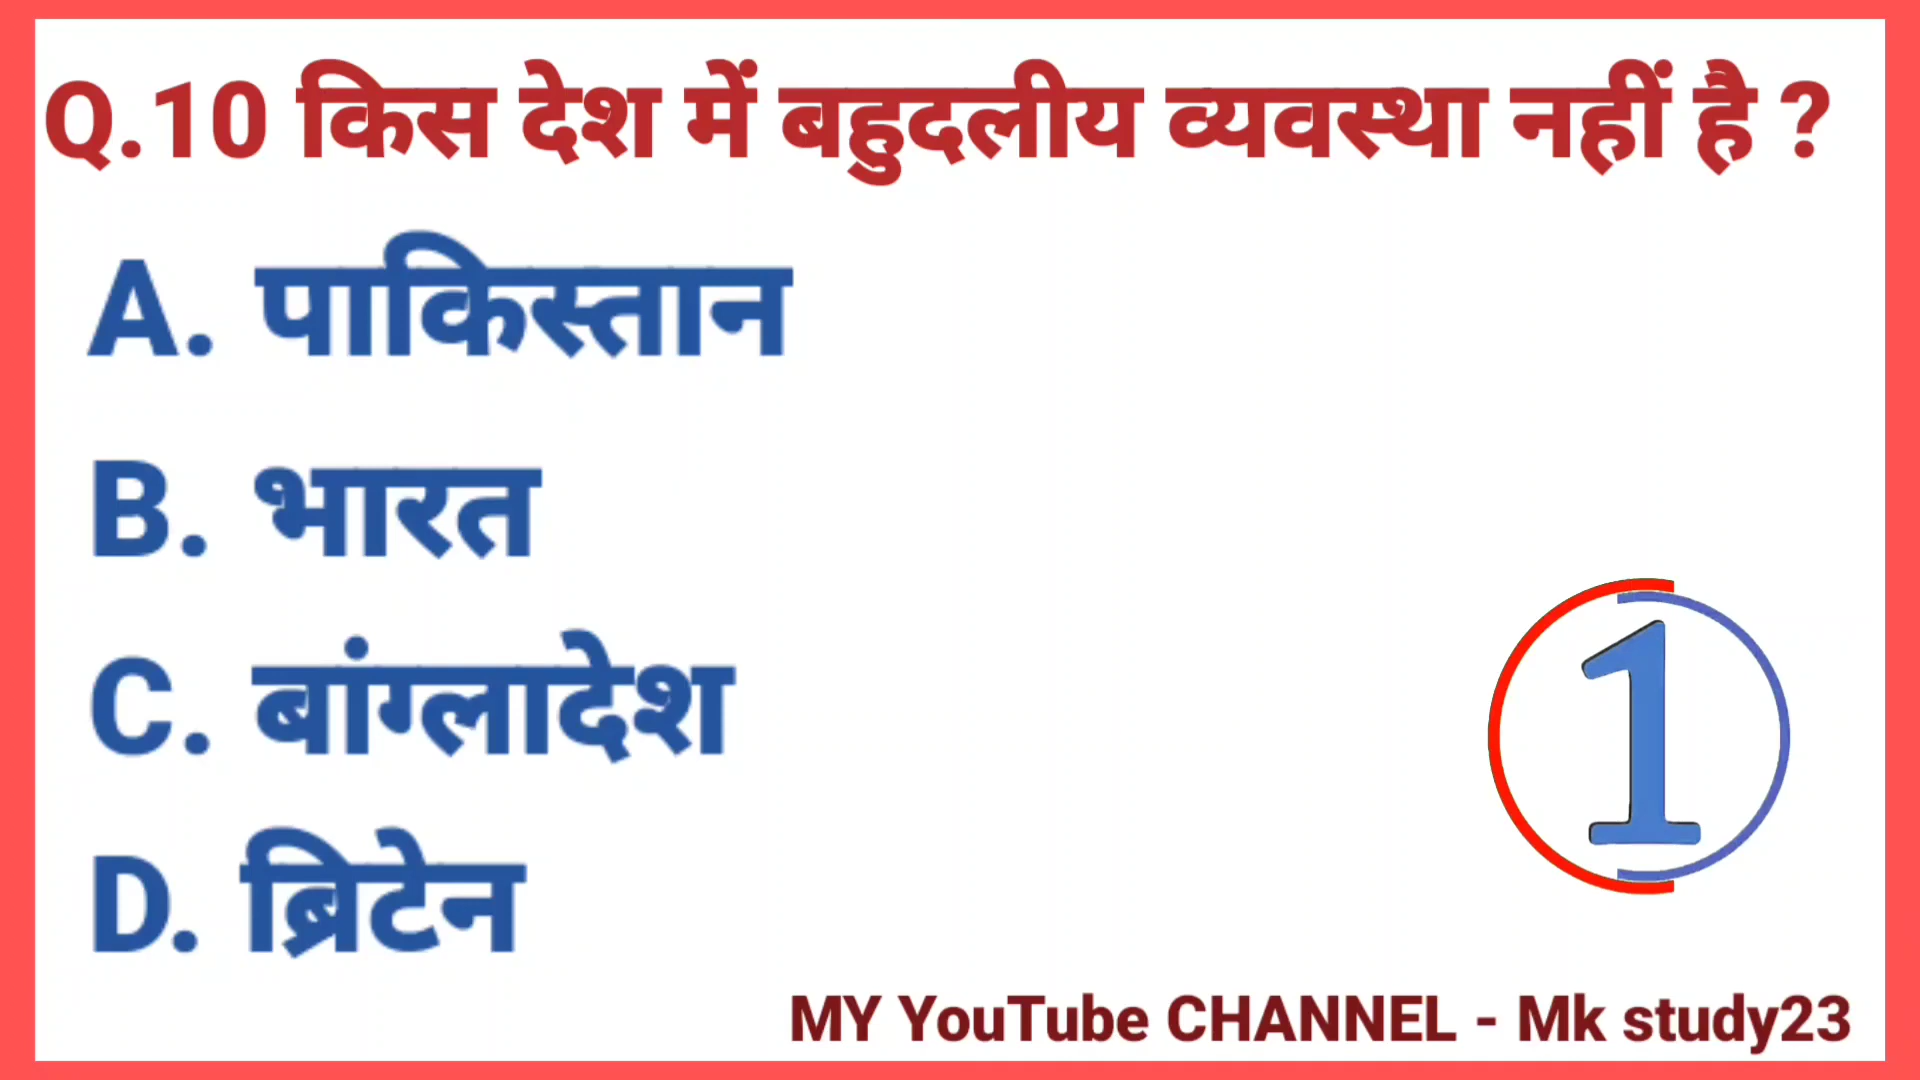 Q.10 किस देश में बहुदलीय व्यवस्था नहीं है ?
A. पाकिस्तान
B. भारत
C. बांग्लादेश
D. ब्रिटेन
1
MY YouTube CHANNEL - Mk study23